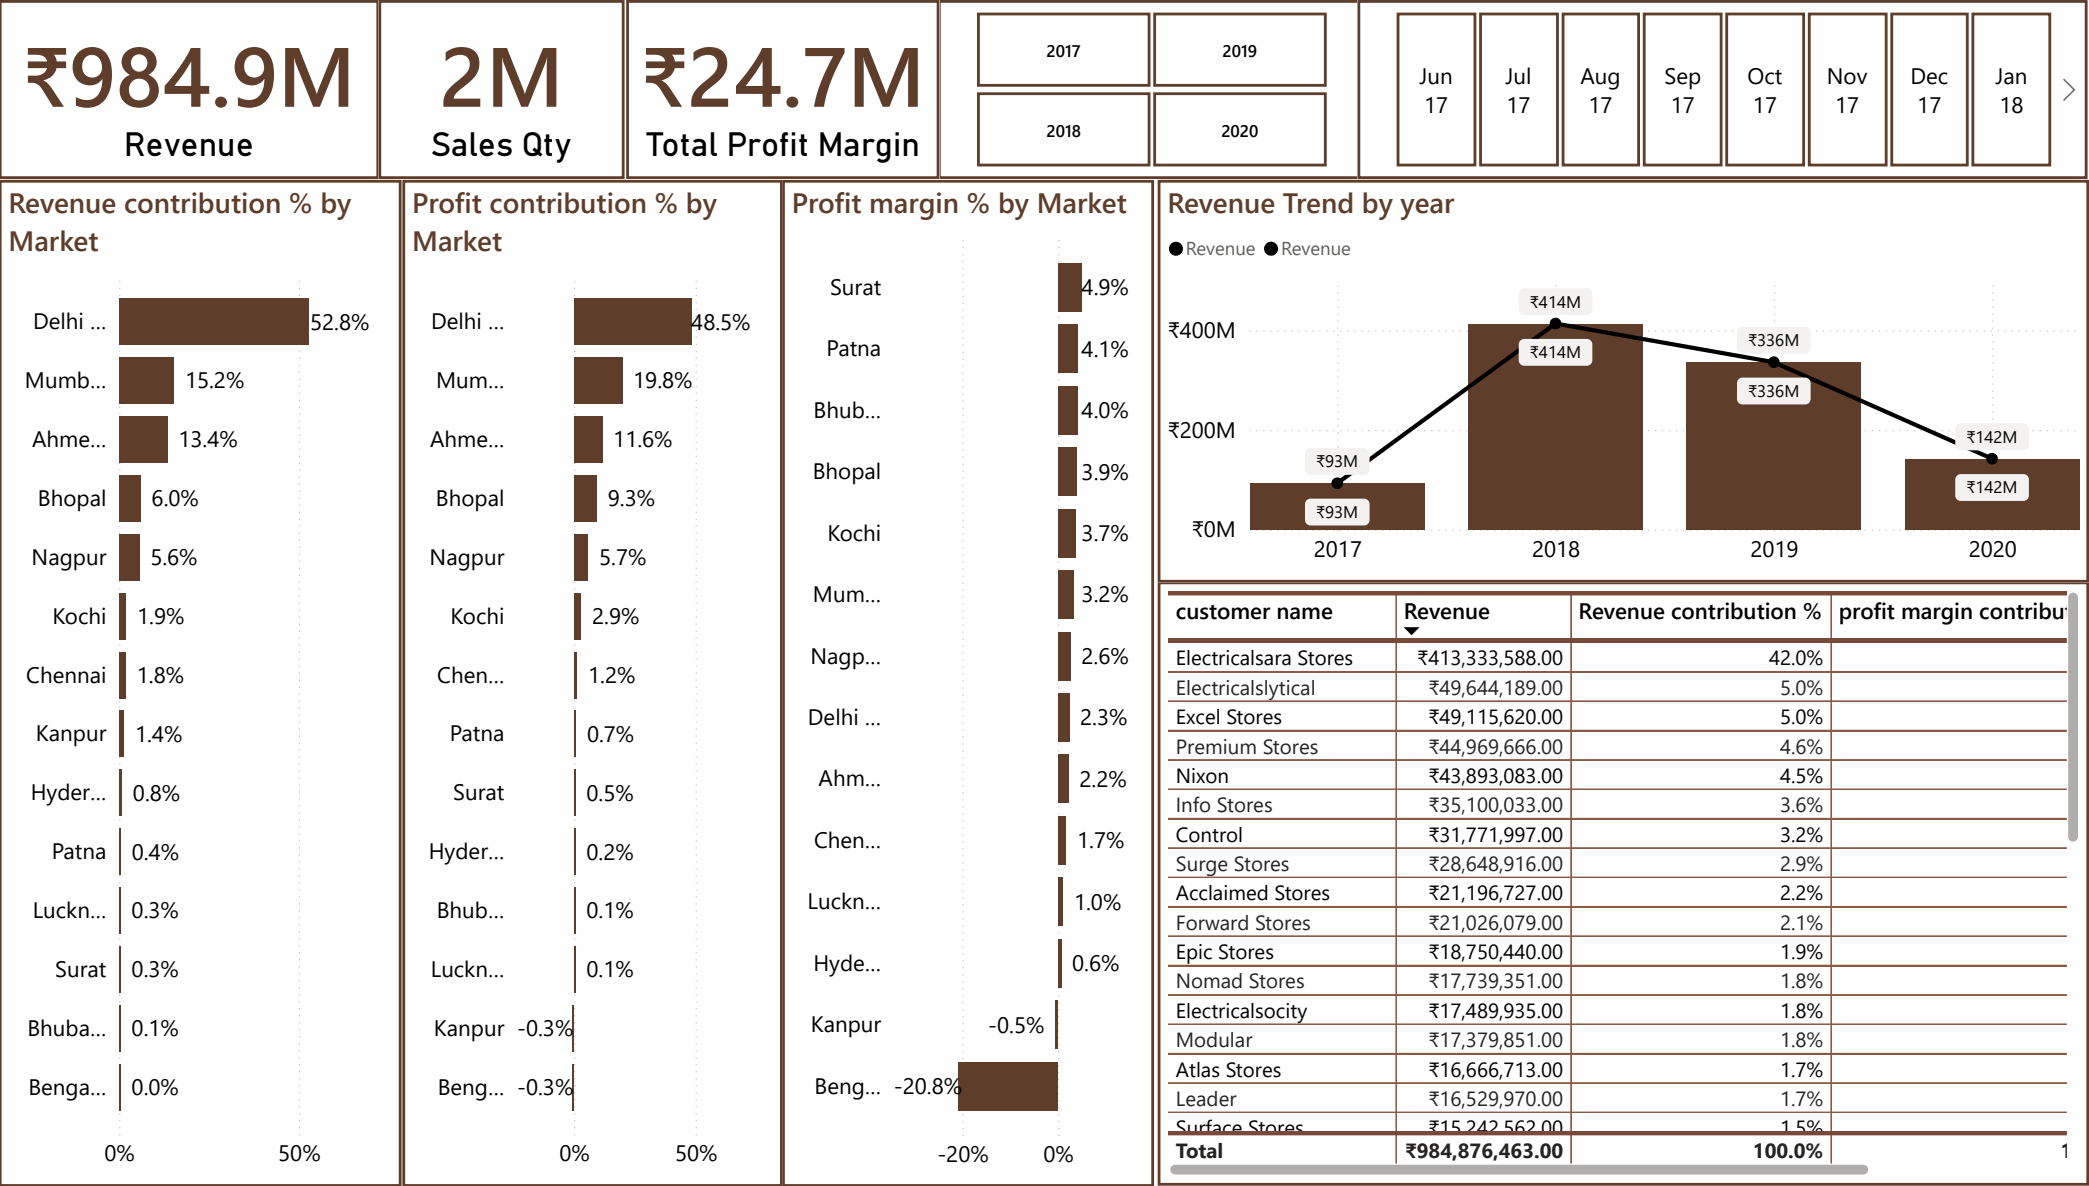 ₹984.9M
Revenue
2M
Sales Qty
₹24.7M
Total Profit Margin
2017
2019
2018
2020
Jun
17
Jul
17
Aug
17
Sep
17
Oct
17
Nov
17
Dec
17
Jan
18
Revenue contribution % by
Market
Delhi ... 52.8%
Mumb... 15.2%
Ahme... 13.4%
Bhopal 6.0%
Nagpur 5.6%
Kochi 1.9%
Chennai 1.8%
Kanpur 1.4%
Hyder... 0.8%
Patna 0.4%
Luckn... 0.3%
Surat 0.3%
Bhuba... 0.1%
Benga... 0.0%
0% 50%
Profit contribution % by
Market
Delhi ... 48.5%
Mum... 19.8%
Ahme... 11.6%
Bhopal 9.3%
Nagpur 5.7%
Kochi 2.9%
Chen... 1.2%
Patna 0.7%
Surat 0.5%
Hyder... 0.2%
Bhub... 0.1%
Luckn... 0.1%
Kanpur -0.3%
Beng... -0.3%
0% 50%
Profit margin % by Market
Surat 4.9%
Patna 4.1%
Bhub... 4.0%
Bhopal 3.9%
Kochi 3.7%
Mum... 3.2%
Nagp... 2.6%
Delhi ... 2.3%
Ahm... 2.2%
Chen... 1.7%
Luckn... 1.0%
Hyde... 0.6%
Kanpur -0.5%
Beng... -20.8%
-20% 0%
Revenue Trend by year
Revenue Revenue
₹400M
₹200M
₹0M
₹93M
₹93M
₹414M
₹414M
₹336M
₹336M
₹142M
₹142M
2017 2018 2019 2020
customer name Revenue Revenue contribution % profit margin contribut
Electricalsara Stores ₹413,333,588.00 42.0%
Electricalslytical ₹49,644,189.00 5.0%
Excel Stores ₹49,115,620.00 5.0%
Premium Stores ₹44,969,666.00 4.6%
Nixon ₹43,893,083.00 4.5%
Info Stores ₹35,100,033.00 3.6%
Control ₹31,771,997.00 3.2%
Surge Stores ₹28,648,916.00 2.9%
Acclaimed Stores ₹21,196,727.00 2.2%
Forward Stores ₹21,026,079.00 2.1%
Epic Stores ₹18,750,440.00 1.9%
Nomad Stores ₹17,739,351.00 1.8%
Electricalsocity ₹17,489,935.00 1.8%
Modular ₹17,379,851.00 1.8%
Atlas Stores ₹16,666,713.00 1.7%
Leader ₹16,529,970.00 1.7%
Surface Stores ₹15,242,562.00 1.5%
Total ₹984,876,463.00 100.0% 1